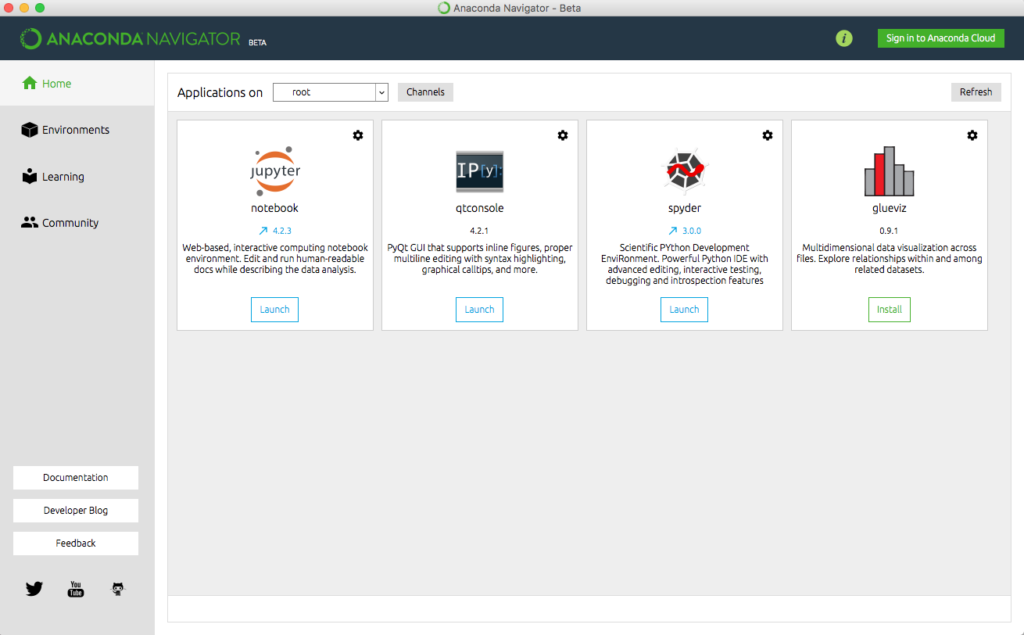 Anaconda Navigator - Beta
ANACONDA NAVIGATOR BETA
i
Sign in to Anaconda Cloud
Home
Environments
Learning
Community
Documentation
Developer Blog
Feedback
You
Tube
Applications on
root
Channels
Refresh
jupyter
notebook
4.2.3
Web-based, interactive computing notebook
environment. Edit and run human-readable
docs while describing the data analysis.
Launch
IP[y]:
qtconsole
4.2.1
PyQt GUI that supports inline figures, proper
multiline editing with syntax highlighting,
graphical calltips, and more.
Launch
spyder
3.0.0
Scientific PYthon Development
EnviRonment. Powerful Python IDE with
advanced editing, interactive testing,
debugging and introspection features
Launch
glueviz
0.9.1
Multidimensional data visualization across
files. Explore relationships within and among
related datasets.
Install